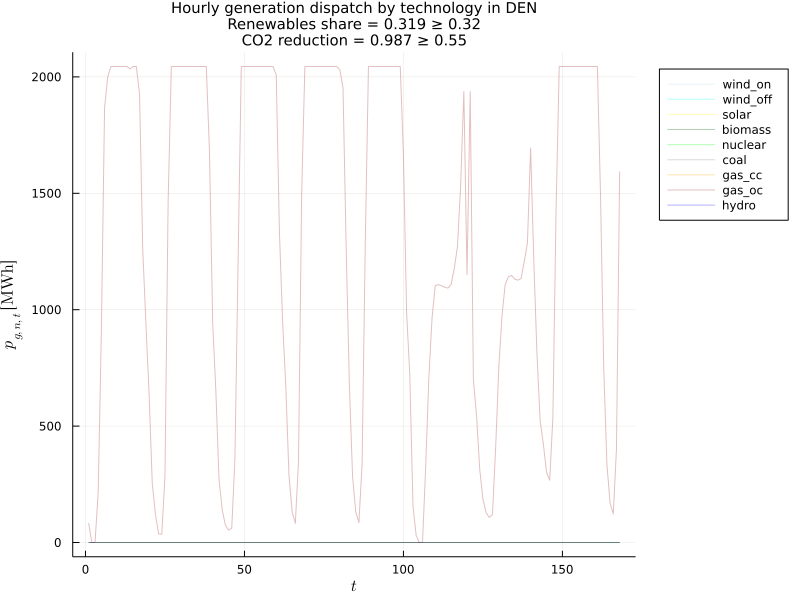 Hourly generation dispatch by technology in DEN
Renewables share = 0.319 ≥ 0.32
CO2 reduction = 0.987 ≥ 0.55
2000
1500
1000
500
0
p g, n, t [MWh]
0 50 100 150
t
wind_on
wind_off
solar
biomass
nuclear
coal
gas_cc
gas_oc
hydro